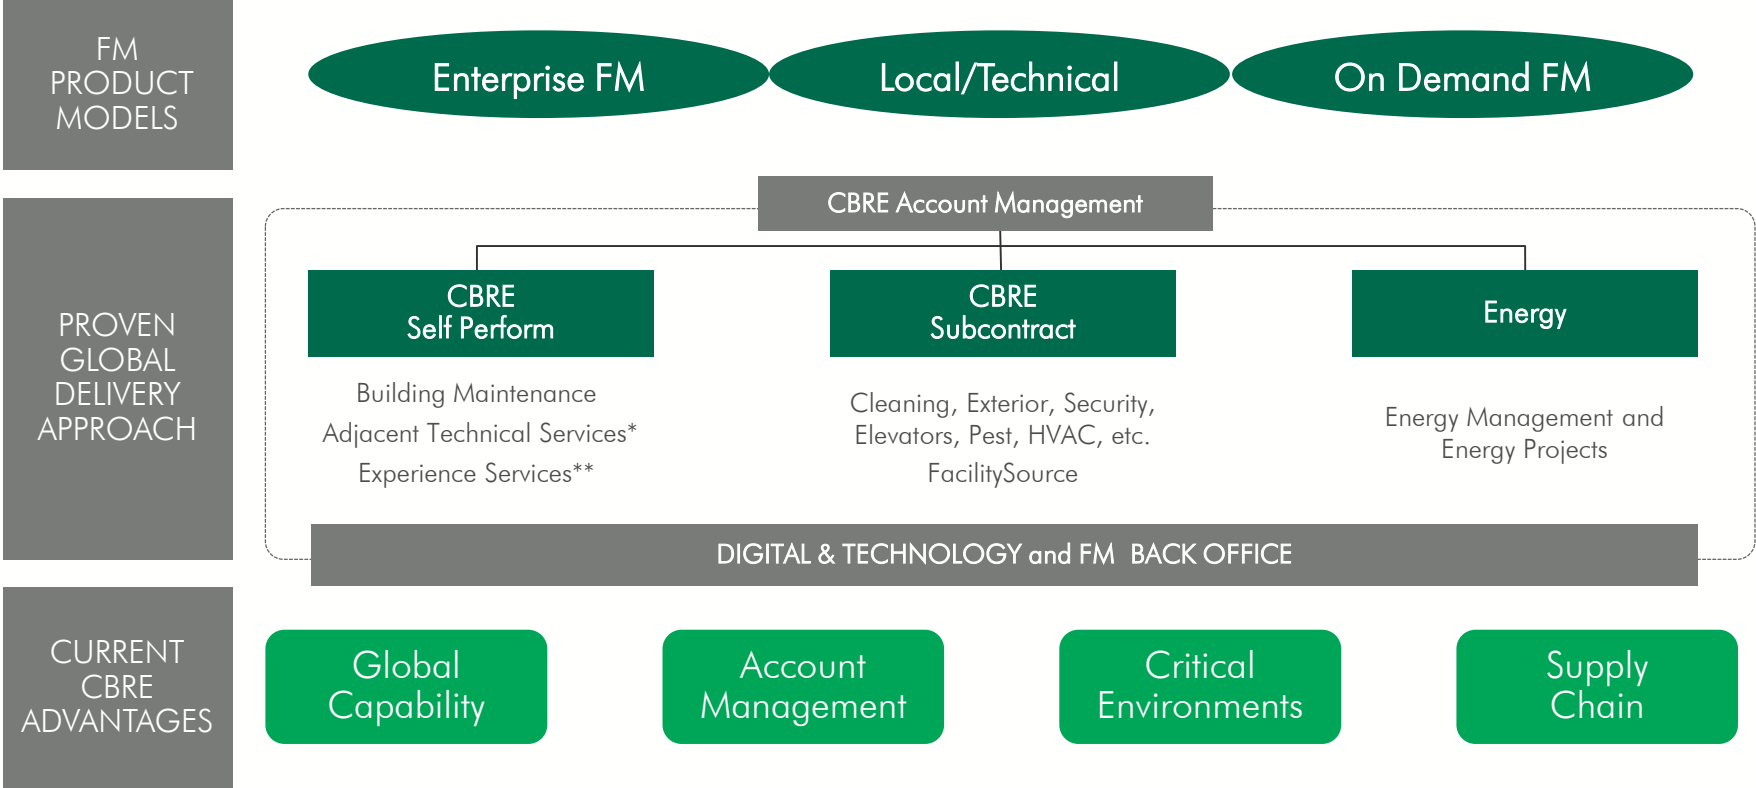 FM
PRODUCT
MODELS
Enterprise FM
Local/Technical
On Demand FM
PROVEN
GLOBAL
DELIVERY
APPROACH
CBRE Account Management
CBRE
Self Perform
Building Maintenance
Adjacent Technical Services*
Experience Services**
CBRE
Subcontract
Cleaning, Exterior, Security,
Elevators, Pest, HVAC, etc.
FacilitySource
Energy
Energy Management and
Energy Projects
DIGITAL & TECHNOLOGY and FM BACK OFFICE
CURRENT
CBRE
ADVANTAGES
Global
Capability
Account
Management
Critical
Environments
Supply
Chain